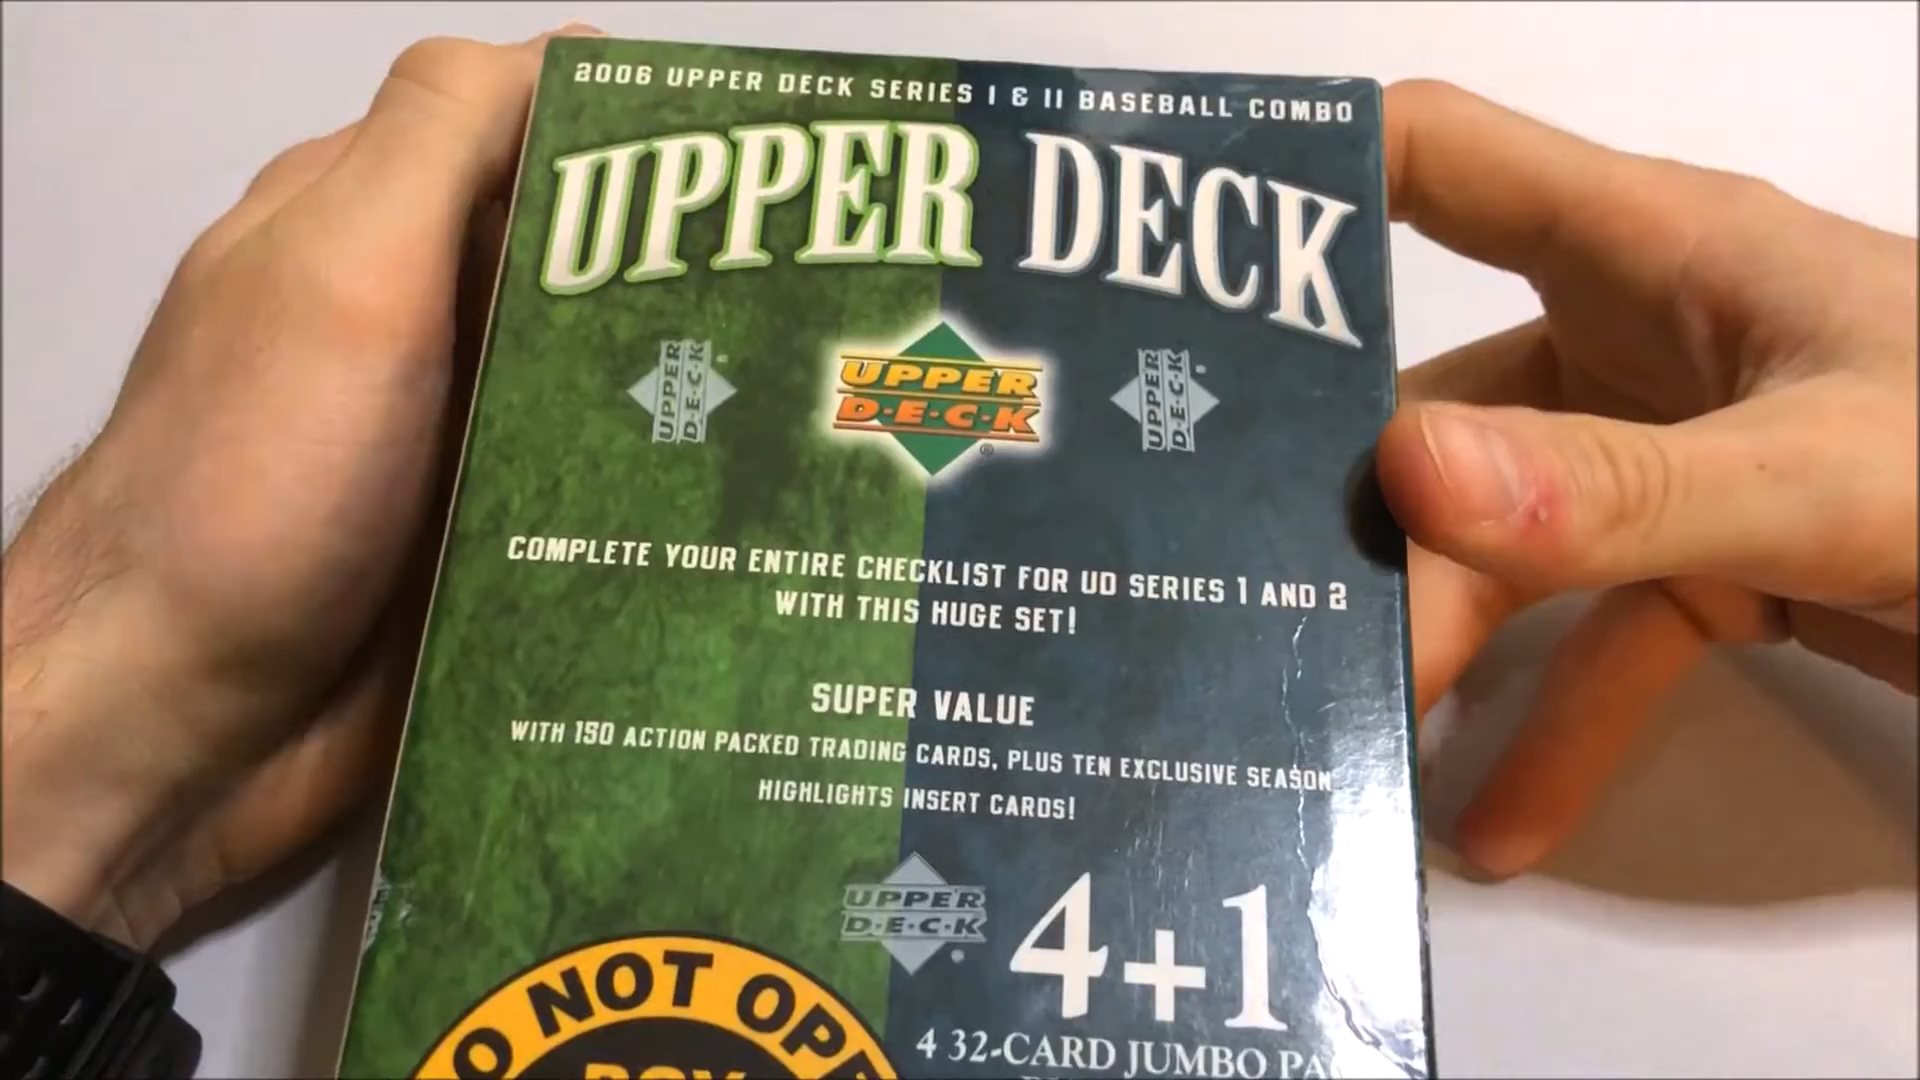 2006 UPPER DECK SERIES I & II BASEBALL COMBO
UPPER DECK
UPPER
D·E·C·K
UPPER
D·E·C·K®
UPPER
D·E·C·K
COMPLETE YOUR ENTIRE CHECKLIST FOR UD SERIES 1 AND 2
WITH THIS HUGE SET!
SUPER VALUE
WITH 150 ACTION PACKED TRADING CARDS, PLUS TEN EXCLUSIVE SEASON
HIGHLIGHTS INSERT CARDS!
UPPER
D·E·C·K
4+1
4 32-CARD JUMBO PA
O NOT OPE